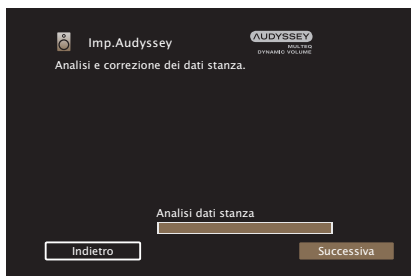 Imp.Audyssey
AUDYSSEY
MULTEQ
DYNAMIC VOLUME
Analisi e correzione dei dati stanza.
Analisi dati stanza
Indietro
Successiva